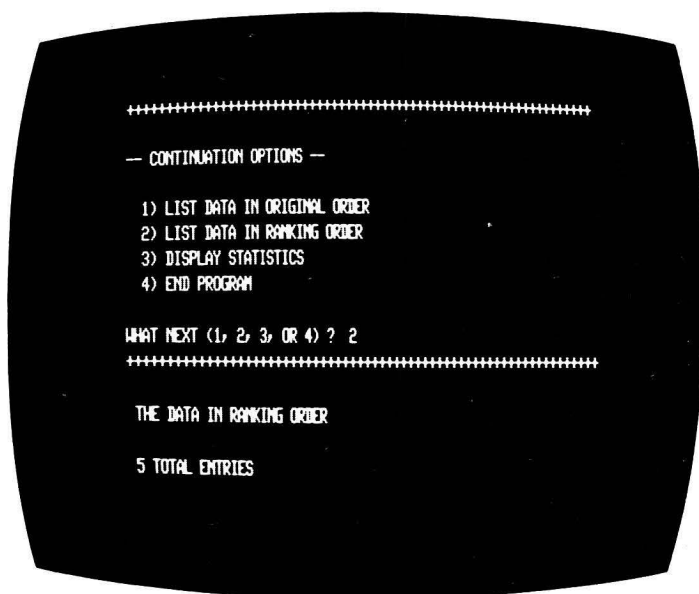 ++++++++++++++++++++++++++++++++++++++++++++++++++++++++++++++
-- CONTINUATION OPTIONS --
1) LIST DATA IN ORIGINAL ORDER
2) LIST DATA IN RANKING ORDER
3) DISPLAY STATISTICS
4) END PROGRAM
WHAT NEXT (1, 2, 3, OR 4) ? 2
+++++++++++++++++++++++++++++++++++++++++++++++++++++++++++++++
THE DATA IN RANKING ORDER
5 TOTAL ENTRIES